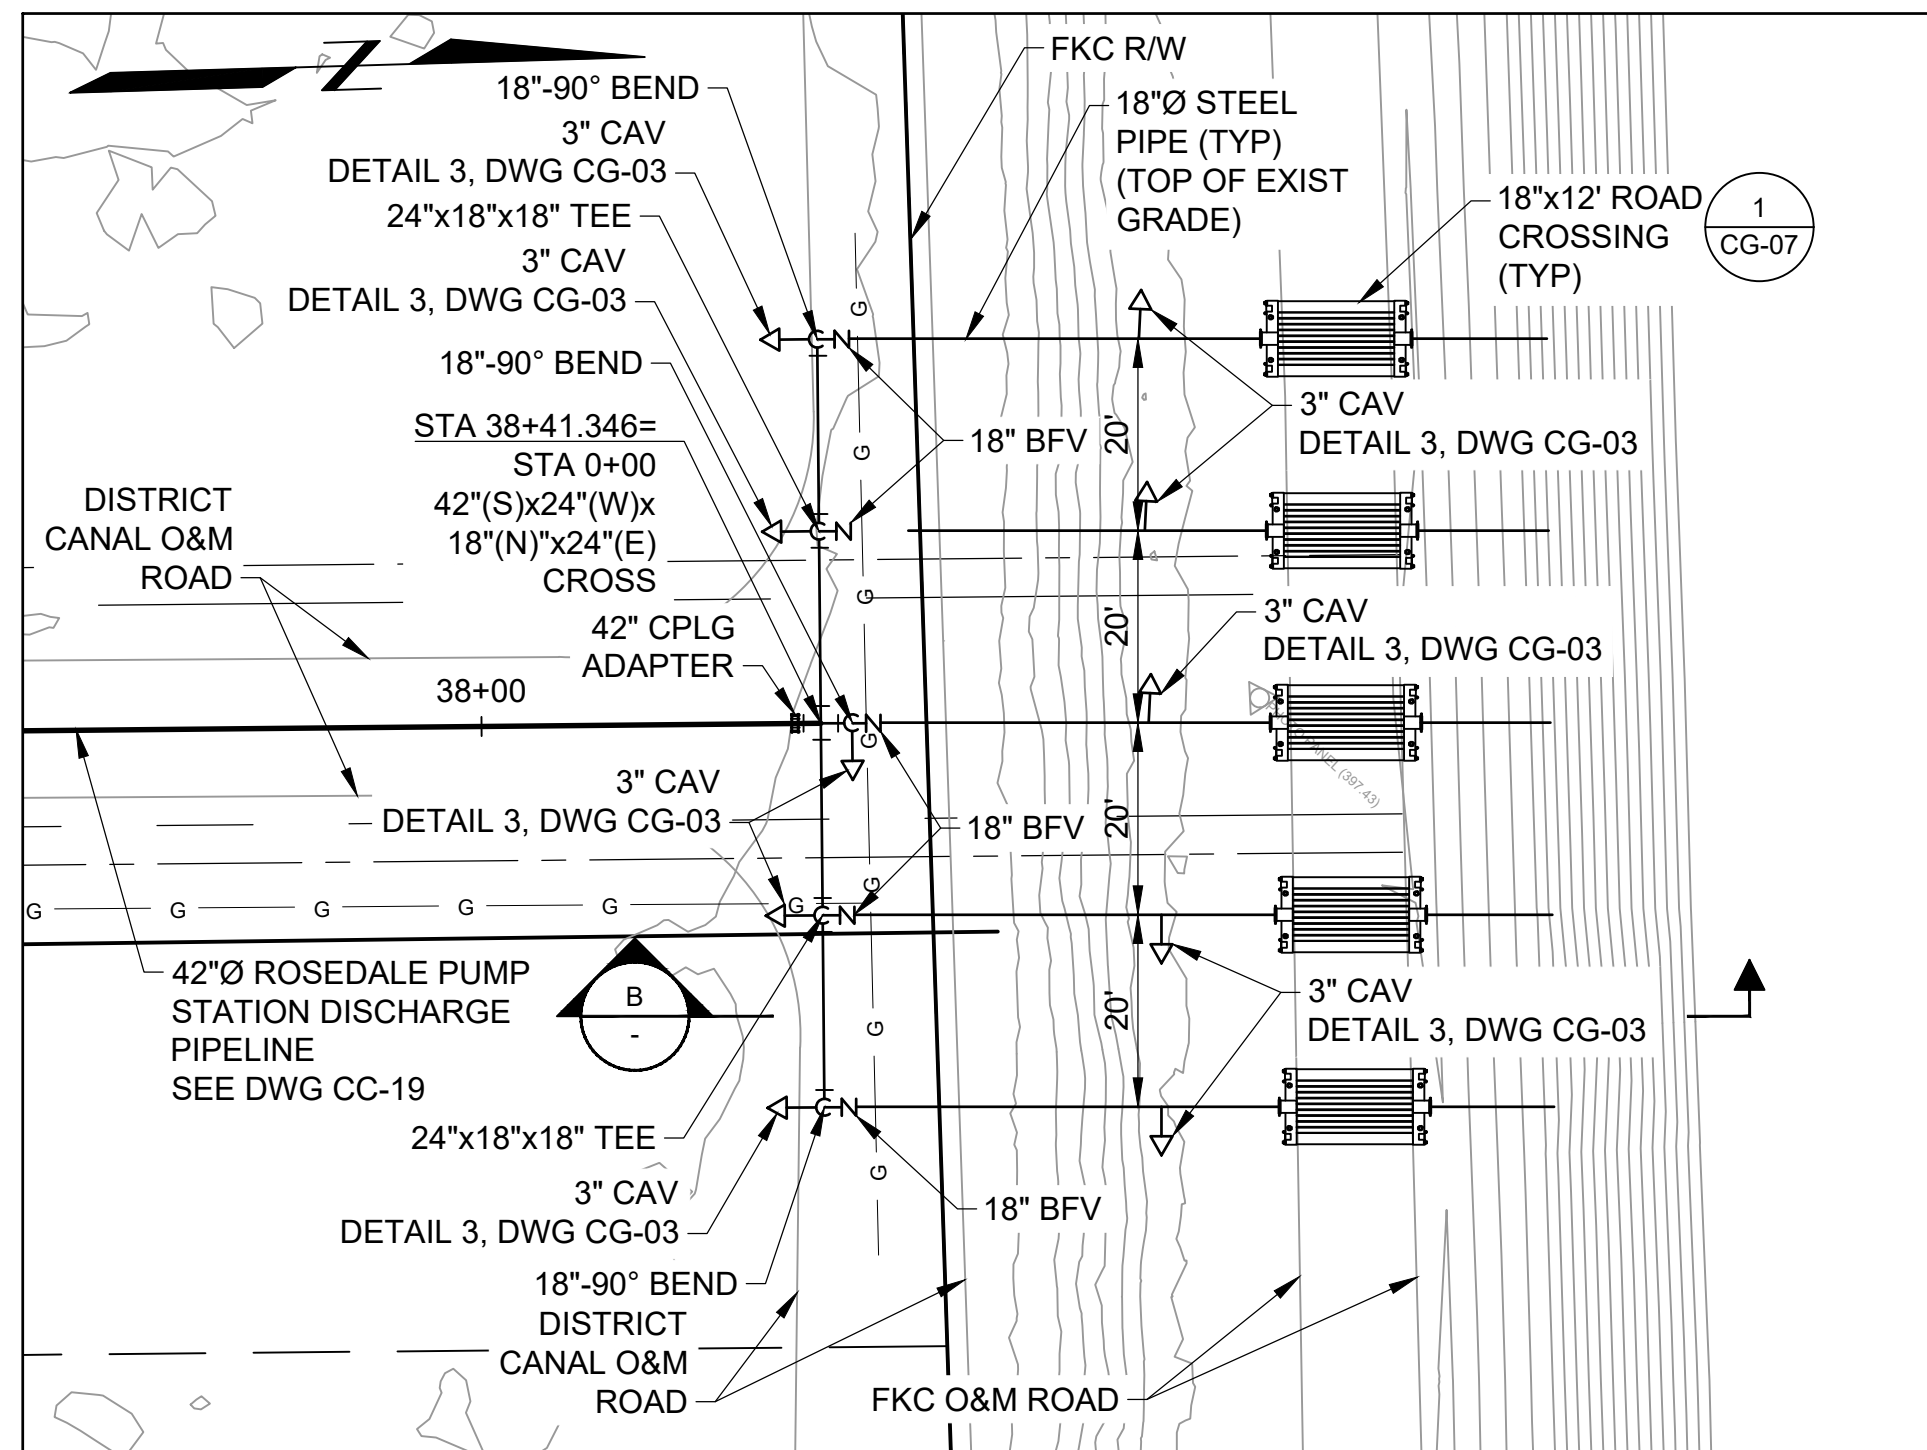 FKC R/W
18"-90° BEND
18"Ø STEEL
PIPE (TYP)
(TOP OF EXIST
GRADE)
3" CAV
DETAIL 3, DWG CG-03
24"x18"x18" TEE
18"x12' ROAD
CROSSING
(TYP)
1
CG-07
3" CAV
DETAIL 3, DWG CG-03
18"-90° BEND
3" CAV
DETAIL 3, DWG CG-03
STA 38+41.346=
STA 0+00
42"(S)x24"(W)x
18"(N)"x24"(E)
CROSS
18" BFV
20'
DISTRICT
CANAL O&M
ROAD
42" CPLG
ADAPTER
38+00
20'
3" CAV
DETAIL 3, DWG CG-03
PHOTO PANEL (397.43)
3" CAV
DETAIL 3, DWG CG-03
18" BFV
20'
G
G
G
G
G
G
G
G
G
G
G
G
G
G
42"Ø ROSEDALE PUMP
STATION DISCHARGE
PIPELINE
SEE DWG CC-19
B
-
20'
3" CAV
DETAIL 3, DWG CG-03
24"x18"x18" TEE
3" CAV
DETAIL 3, DWG CG-03
18" BFV
18"-90° BEND
DISTRICT
CANAL O&M
ROAD
FKC O&M ROAD